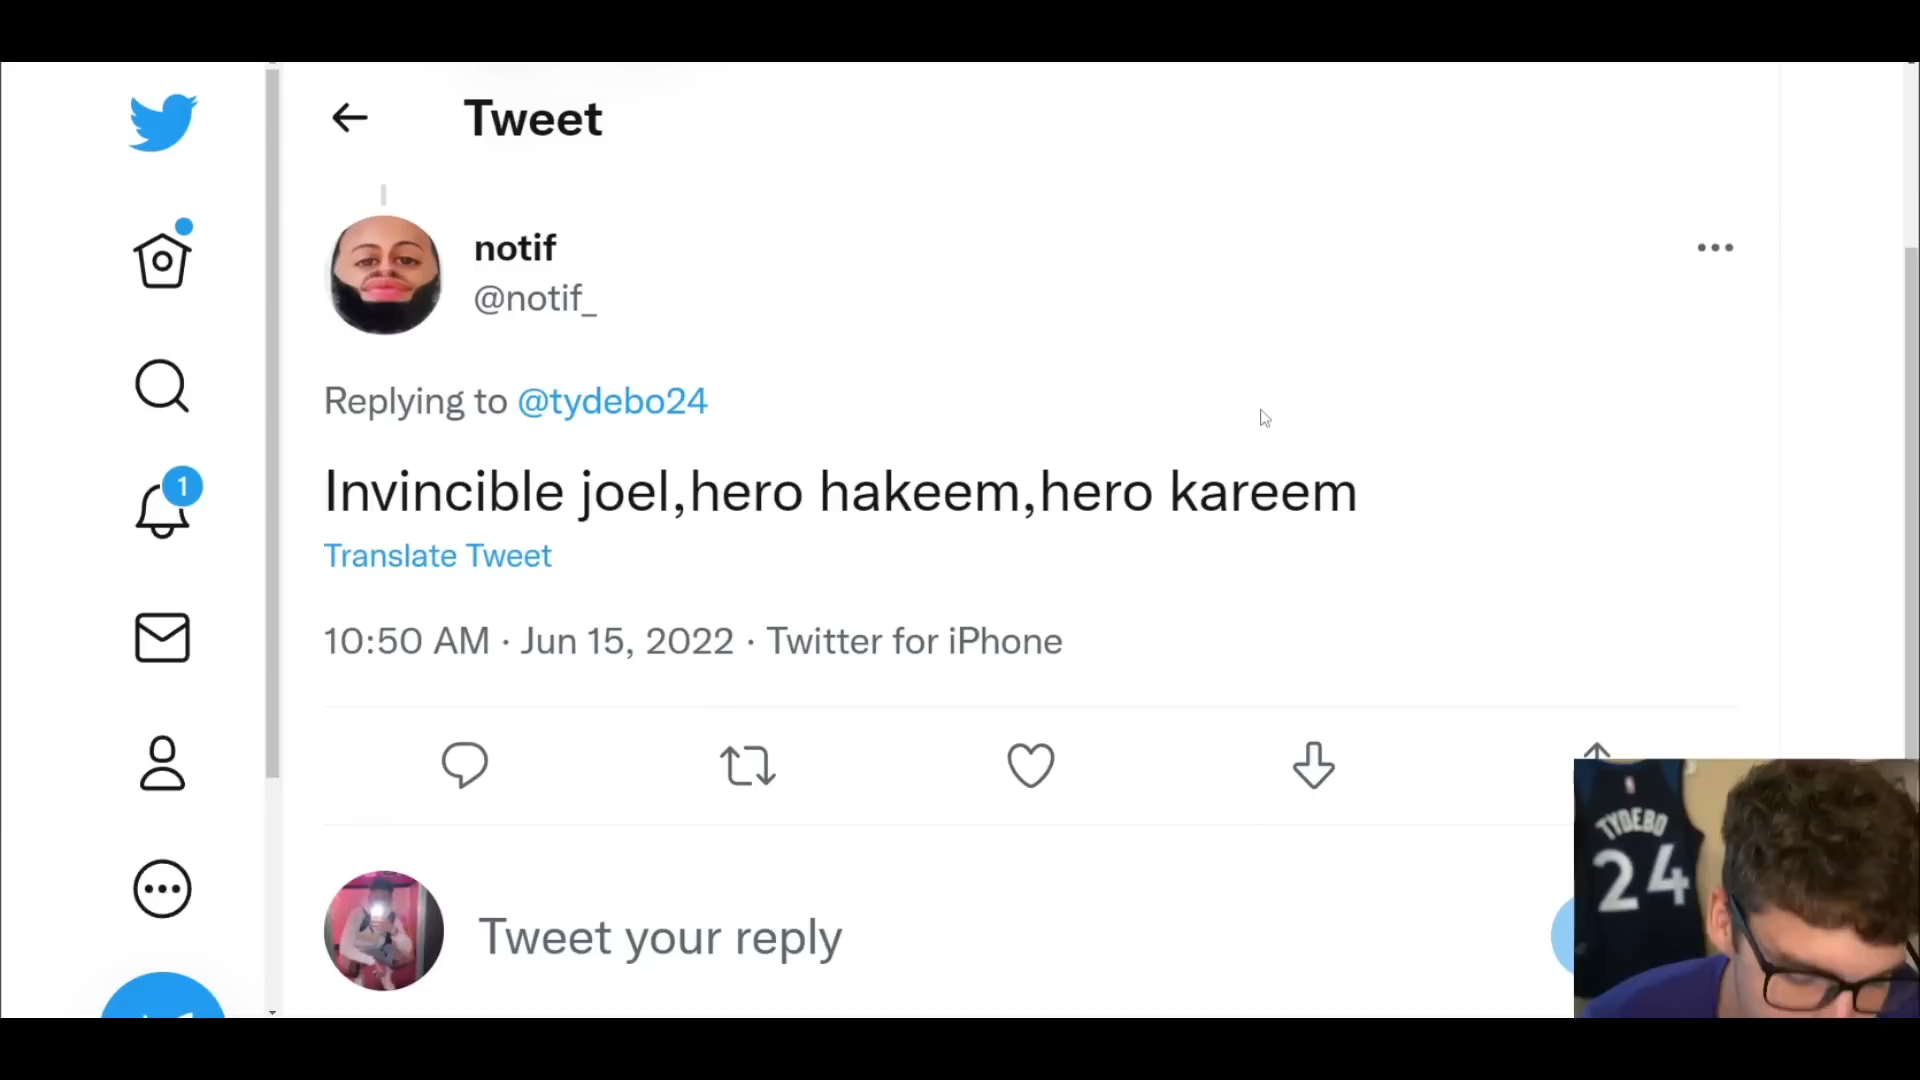 Tweet
notif
@notif_
Replying to @tydebo24
Invincible joel,hero hakeem,hero kareem
Translate Tweet
10:50 AM · Jun 15, 2022 · Twitter for iPhone
1
Tweet your reply
TYDEBO
24